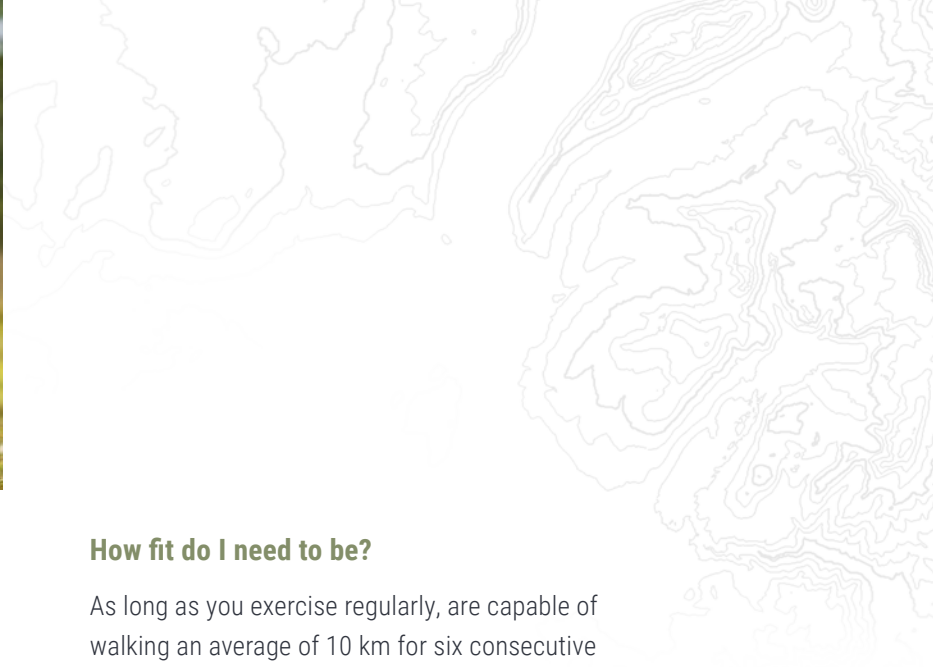 How fit do I need to be?
As long as you exercise regularly, are capable of
walking an average of 10 km for six consecutive